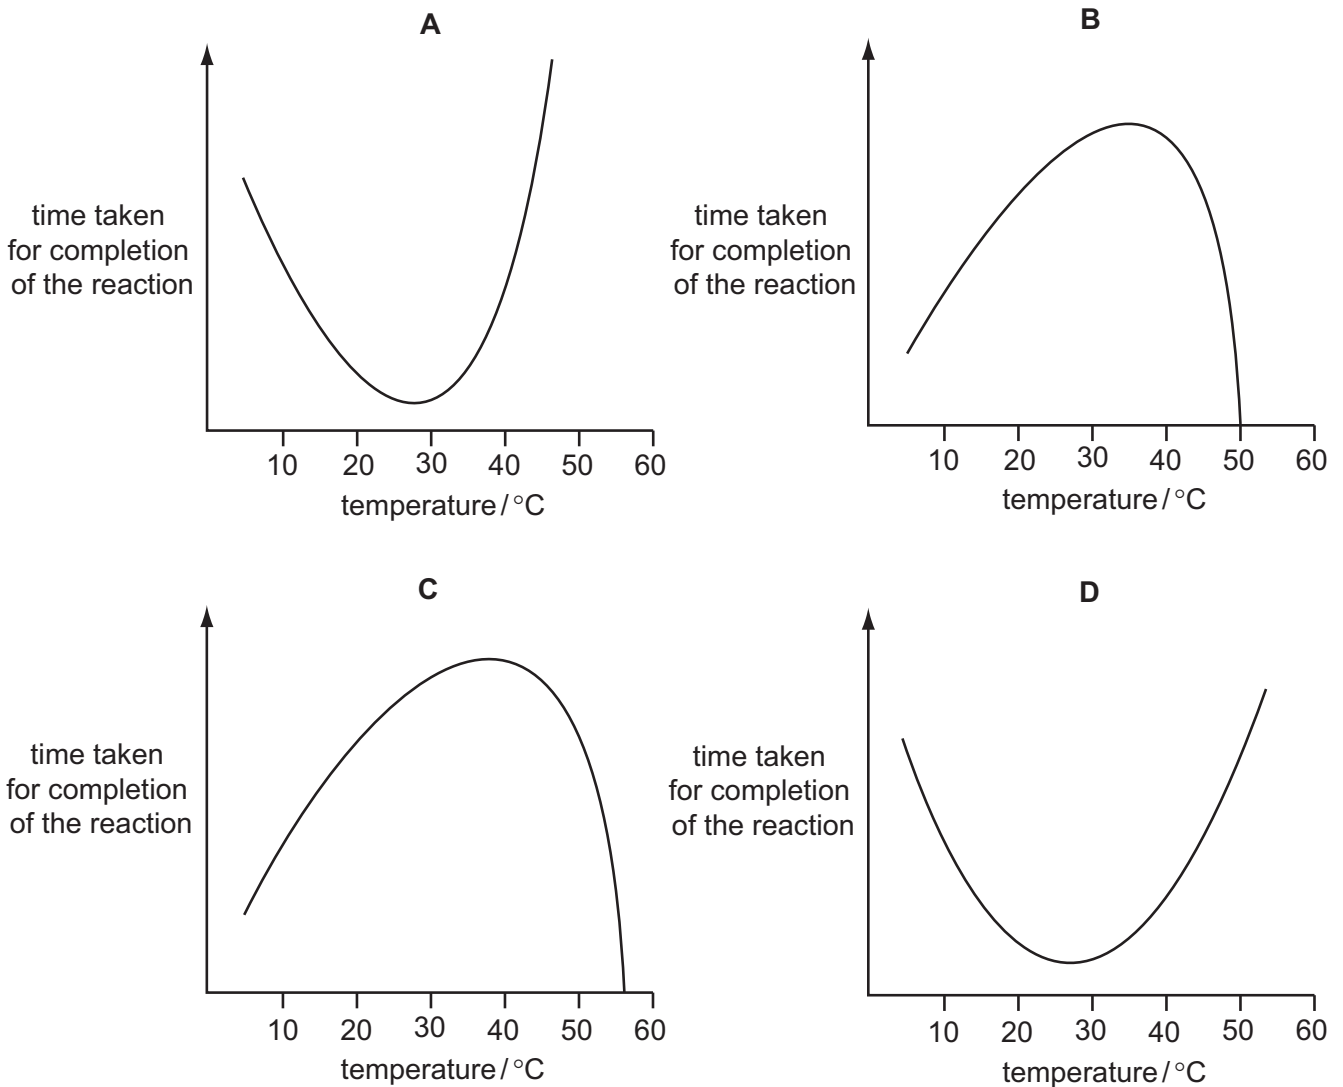 A
time taken
for completion
of the reaction
10 20 30 40 50 60
temperature / °C
B
time taken
for completion
of the reaction
10 20 30 40 50 60
temperature / °C
C
time taken
for completion
of the reaction
10 20 30 40 50 60
temperature / °C
D
time taken
for completion
of the reaction
10 20 30 40 50 60
temperature / °C